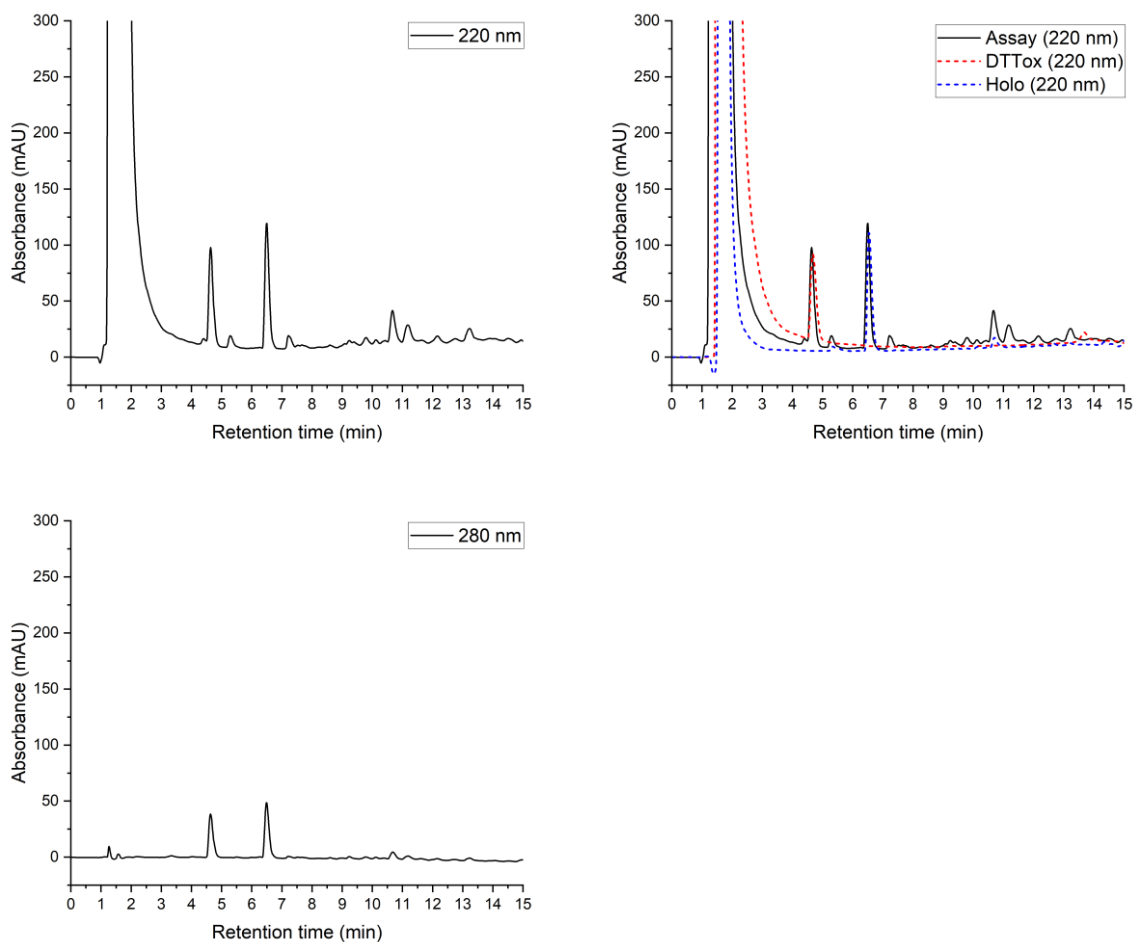 300
250
200
150
100
50
0
Absorbance (mAU)
220 nm
0 1 2 3 4 5 6 7 8 9 10 11 12 13 14 15
Retention time (min)
300
250
200
150
100
50
0
Absorbance (mAU)
Assay (220 nm)
DTTox (220 nm)
Holo (220 nm)
0 1 2 3 4 5 6 7 8 9 10 11 12 13 14 15
Retention time (min)
300
250
200
150
100
50
0
Absorbance (mAU)
280 nm
0 1 2 3 4 5 6 7 8 9 10 11 12 13 14 15
Retention time (min)